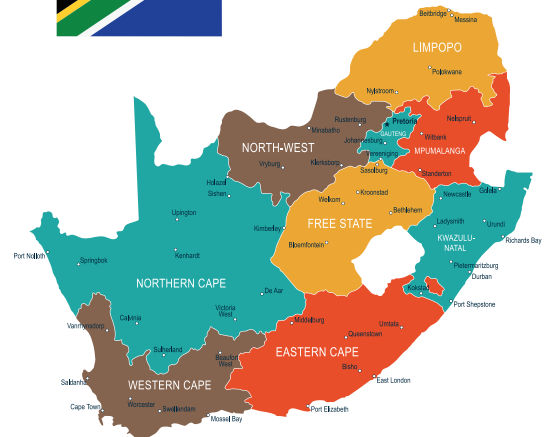 Beitbridge
Messina
LIMPOPO
Polokwane
Nylstroom
Rustenburg
Pretoria
Nelspruit
Mmabatho
Johannesburg
GAUTENG
Witbank
NORTH-WEST
Vereeniging
MPUMALANGA
Vryburg
Klerksdorp
Sasolburg
Standerton
Hotazel
Sishen
Kroonstad
Newcastle
Golela
Welkom
Upington
Bethlehem
FREE STATE
Ladysmith
Urundi
Kimberley
KWAZULU-
NATAL
Richards Bay
Bloemfontein
Port Nolloth
Springbok
Kenhardt
Pietermaritzburg
Durban
NORTHERN CAPE
De Aar
Kokstad
Port Shepstone
Victoria
West
Calvinia
Middelburg
Umtata
Vanrhynsdorp
Queenstown
Sutherland
Beaufort
West
EASTERN CAPE
Bisho
East London
Saldanha
WESTERN CAPE
Worcester
Cape Town
Swellendam
Mossel Bay
Port Elizabeth